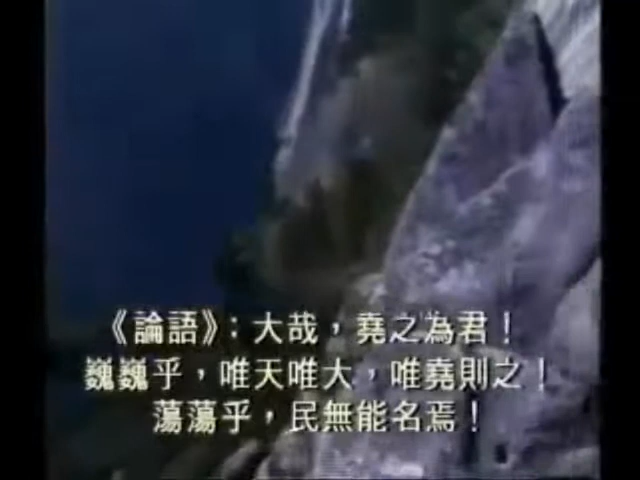 《論語》：大哉，堯之為君！
巍巍乎，唯天唯大，唯堯則之！
蕩蕩乎，民無能名焉！